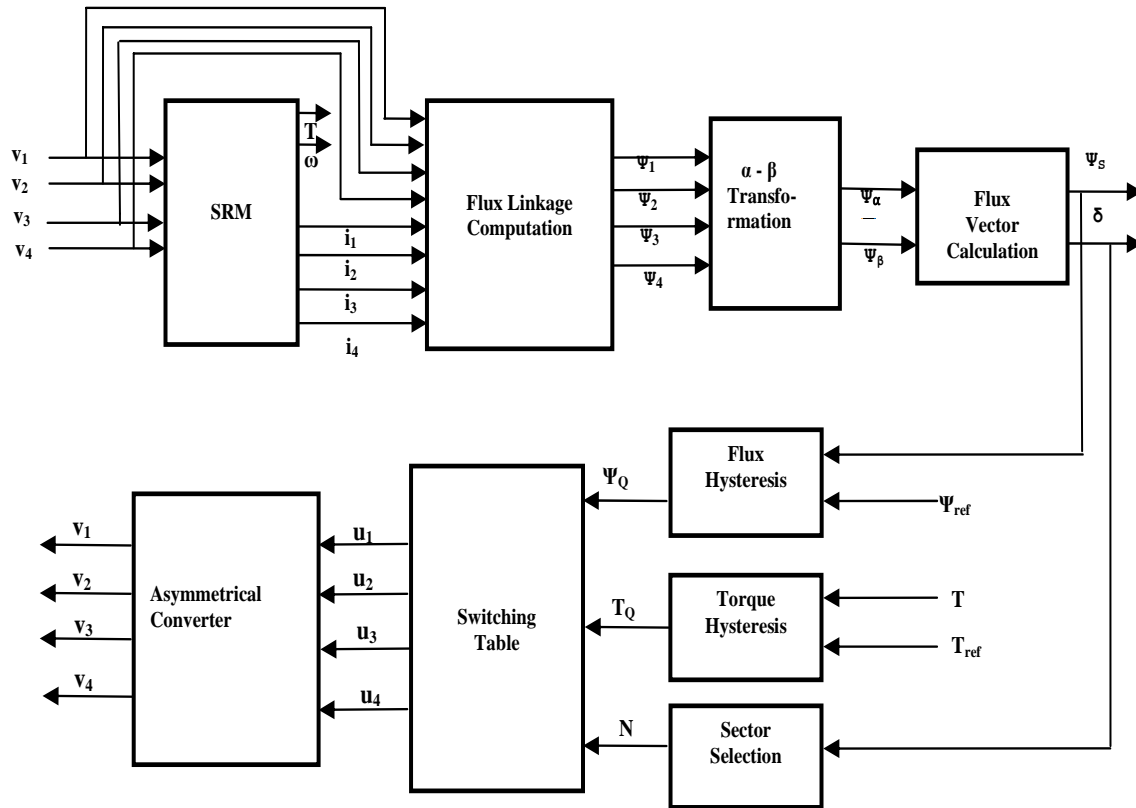 v₁
v₂
v₃
v₄
SRM
T
ω
i₁
i₂
i₃
i₄
Flux Linkage
Computation
Ψ₁
Ψ₂
Ψ₃
Ψ₄
α - β
Transfo-
rmation
Ψα
Ψβ
Flux
Vector
Calculation
Ψs
δ
Flux
Hysteresis
Ψref
ΨQ
Torque
Hysteresis
T
Tref
TQ
Sector
Selection
N
Switching
Table
u₁
u₂
u₃
u₄
Asymmetrical
Converter
v₁
v₂
v₃
v₄